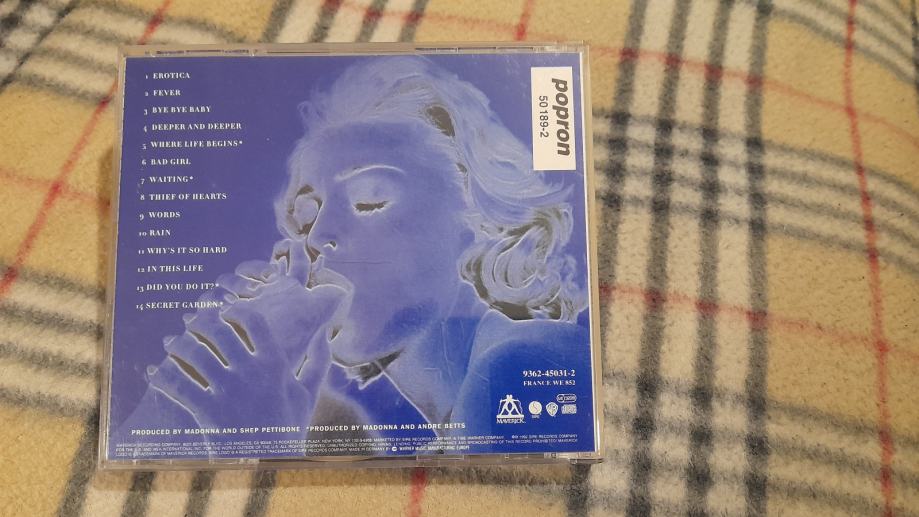 1 EROTICA
2 FEVER
3 BYE BYE BABY
4 DEEPER AND DEEPER
5 WHERE LIFE BEGINS*
6 BAD GIRL
7 WAITING*
8 THIEF OF HEARTS
9 WORDS
10 RAIN
11 WHY'S IT SO HARD
12 IN THIS LIFE
13 DID YOU DO IT?*
14 SECRET GARDEN*
popron
50189-2
9362-45031-2
FRANCE WE 852
MAVERICK
PRODUCED BY MADONNA AND SHEP PETTIBONE *PRODUCED BY MADONNA AND ANDRE BETTS